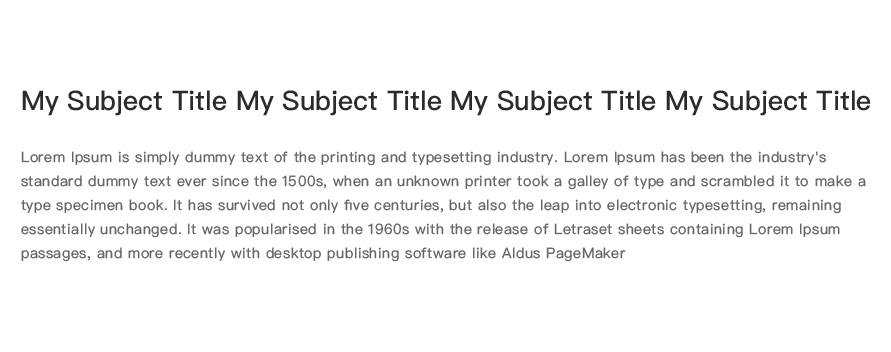 My Subject Title My Subject Title My Subject Title My Subject Title
Lorem Ipsum is simply dummy text of the printing and typesetting industry. Lorem Ipsum has been the industry's
standard dummy text ever since the 1500s, when an unknown printer took a galley of type and scrambled it to make a
type specimen book. It has survived not only five centuries, but also the leap into electronic typesetting, remaining
essentially unchanged. It was popularised in the 1960s with the release of Letraset sheets containing Lorem Ipsum
passages, and more recently with desktop publishing software like Aldus PageMaker